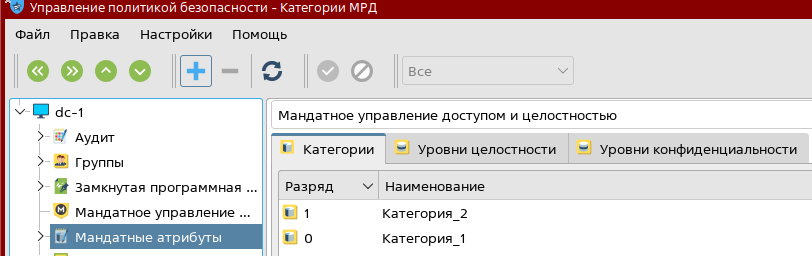 Управление политикой безопасности - Категории МРД
Файл Правка Настройки Помощь
Все
dc-1
Аудит
Группы
Замкнутая программная ...
Мандатное управление ...
Мандатные атрибуты
Мандатное управление доступом и целостностью
Категории Уровни целостности Уровни конфиденциальности
Разряд Наименование
1 Категория_2
0 Категория_1